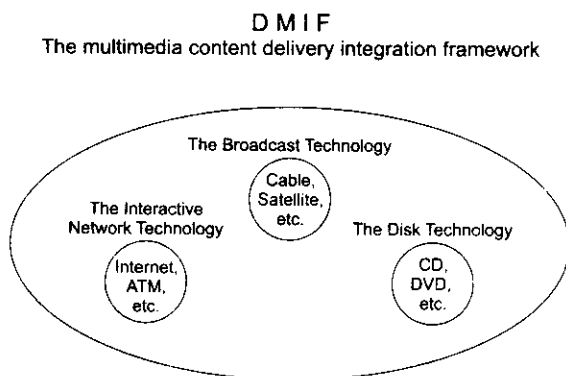 DMIF
The multimedia content delivery integration framework
The Broadcast Technology
Cable,
Satellite,
etc.
The Interactive
Network Technology
Internet,
ATM,
etc.
The Disk Technology
CD,
DVD,
etc.